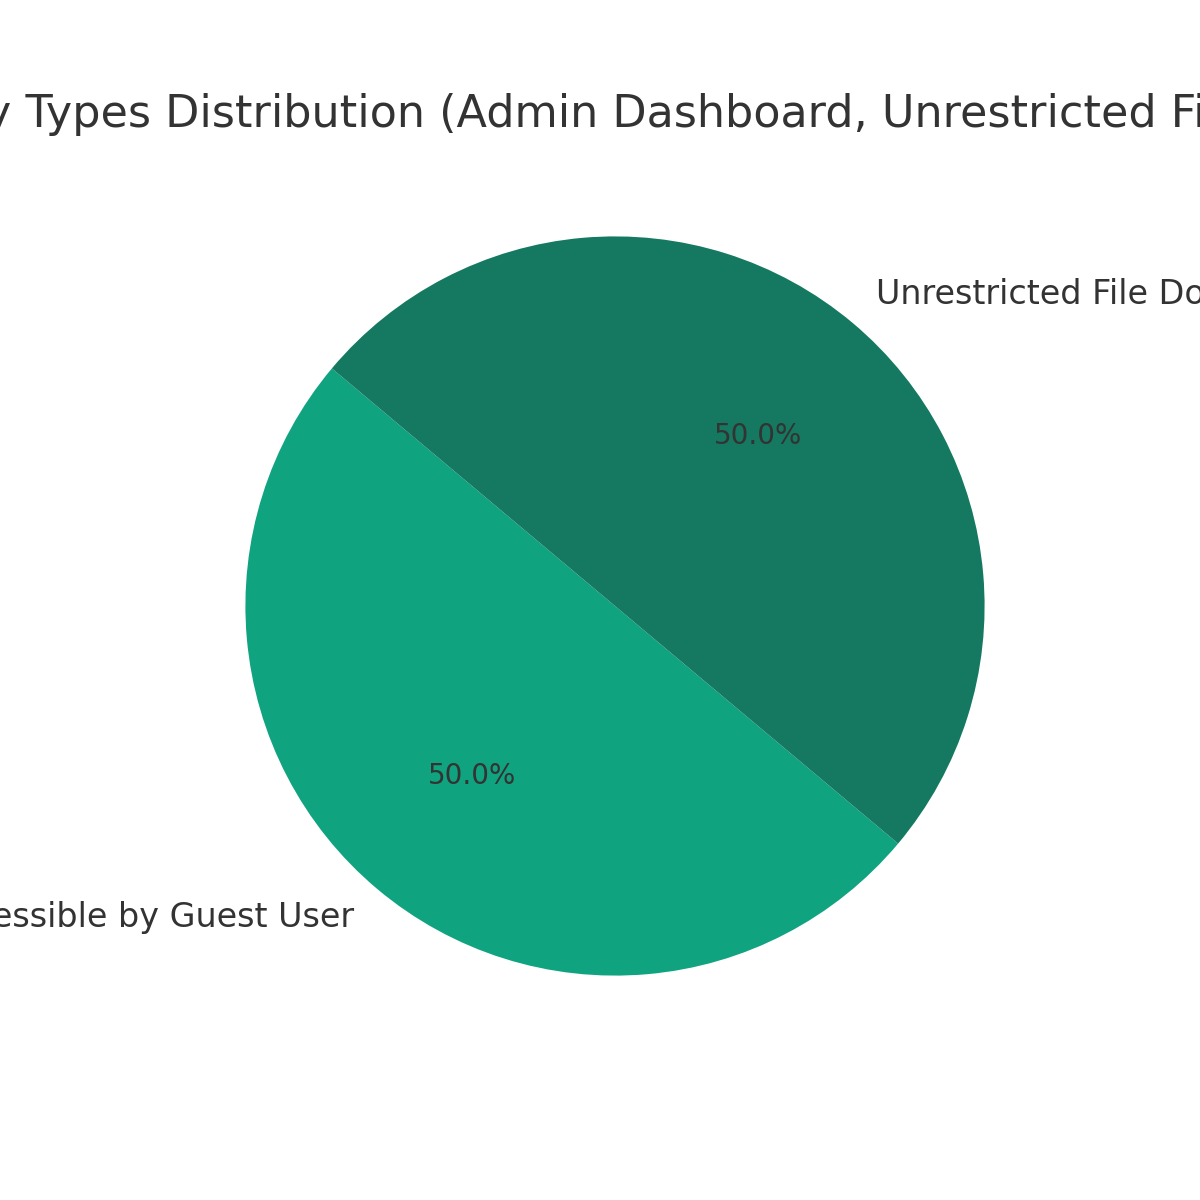 y Types Distribution (Admin Dashboard, Unrestricted Fi
Unrestricted File Do
50.0%
50.0%
essible by Guest User